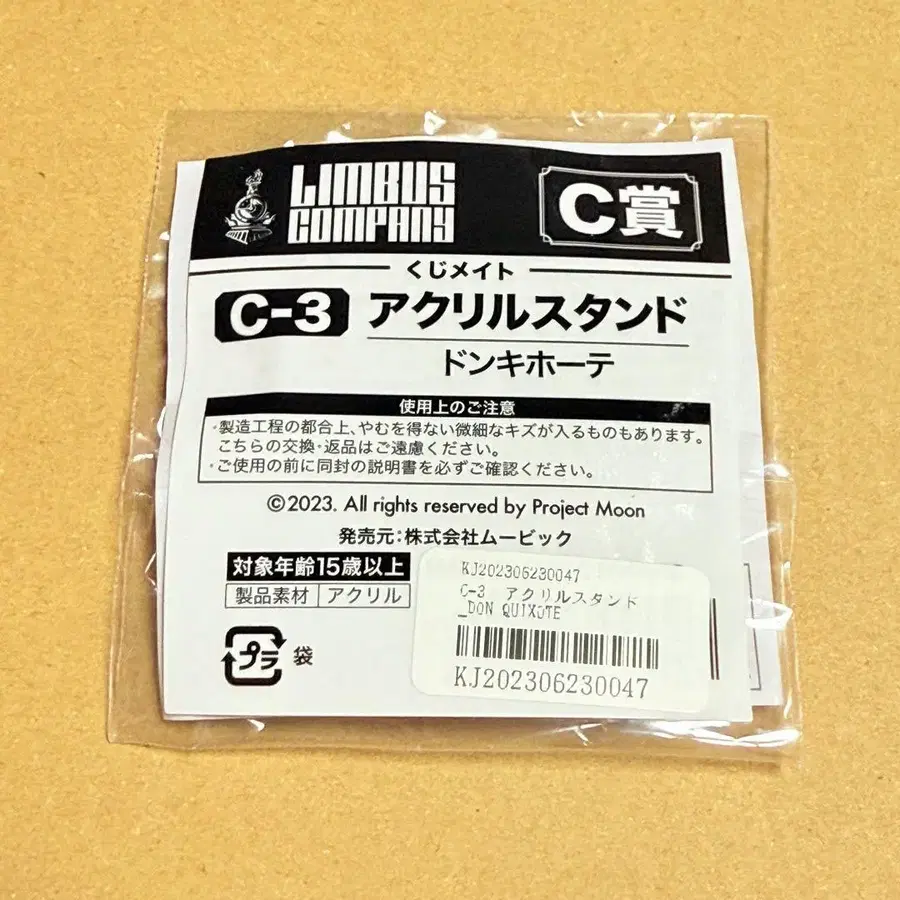 LIMBUS
COMPANY
C賞
くじメイト
C-3 アクリルスタンド
ドンキホーテ
使用上のご注意
・製造工程の都合上、やむを得ない微細なキズが入るものもあります。
こちらの交換・返品はご遠慮ください。
・ご使用の前に同封の説明書を必ずご確認ください。
©2023. All rights reserved by Project Moon
発売元：株式会社ムービック
対象年齢15歳以上
製品素材 アクリル
プラ 袋
KJ202306230047
C-3 アクリルスタンド
_DON QUIXOTE
KJ202306230047